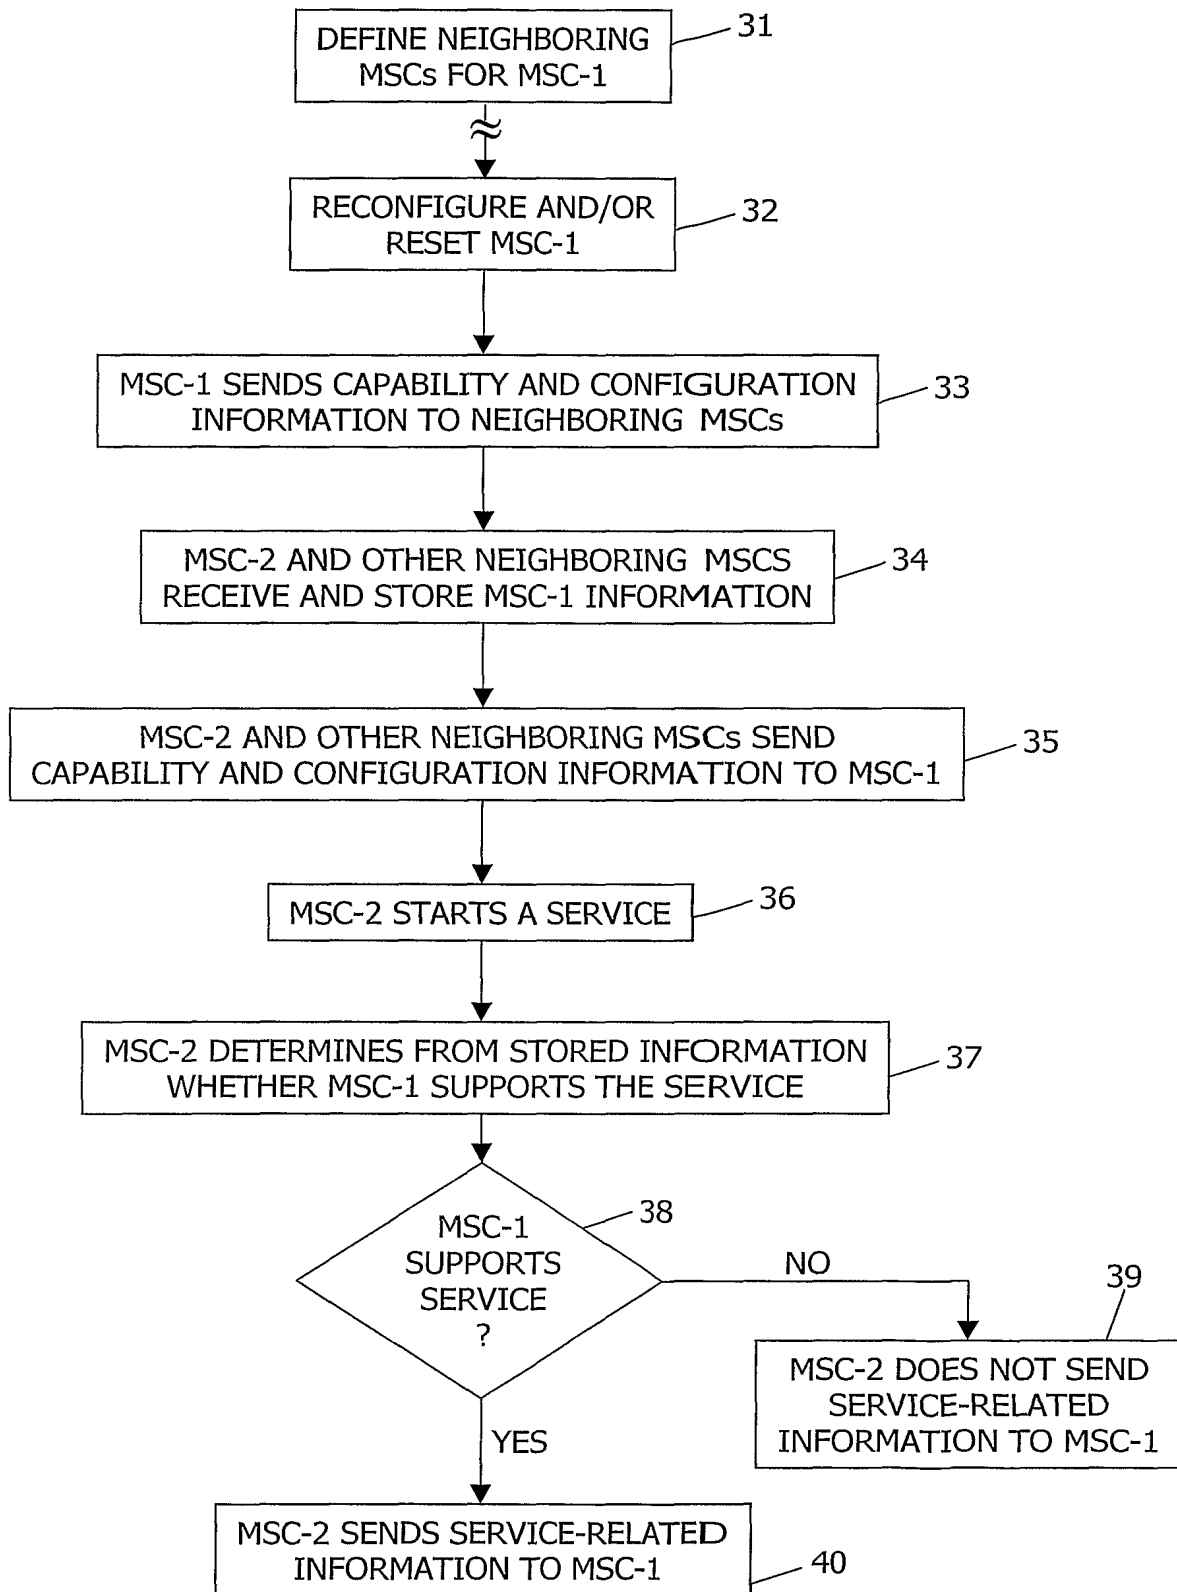 DEFINE NEIGHBORING
MSCs FOR MSC-1
31
RECONFIGURE AND/OR
RESET MSC-1
32
MSC-1 SENDS CAPABILITY AND CONFIGURATION
INFORMATION TO NEIGHBORING MSCs
33
MSC-2 AND OTHER NEIGHBORING MSCS
RECEIVE AND STORE MSC-1 INFORMATION
34
MSC-2 AND OTHER NEIGHBORING MSCs SEND
CAPABILITY AND CONFIGURATION INFORMATION TO MSC-1
35
MSC-2 STARTS A SERVICE
36
MSC-2 DETERMINES FROM STORED INFORMATION
WHETHER MSC-1 SUPPORTS THE SERVICE
37
MSC-1
SUPPORTS
SERVICE
?
38
NO
39
MSC-2 DOES NOT SEND
SERVICE-RELATED
INFORMATION TO MSC-1
YES
MSC-2 SENDS SERVICE-RELATED
INFORMATION TO MSC-1
40